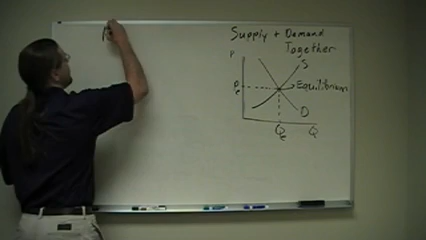 Supply + Demand
Together
P
S
Pe
Equilibrium
D
Qe
Q